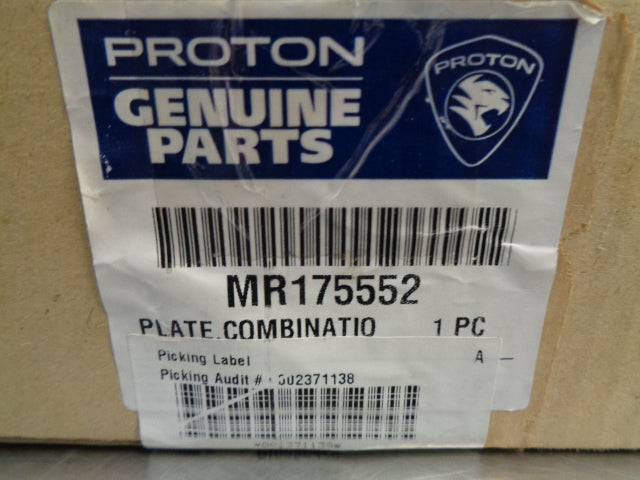 PROTON
PROTON
GENUINE
PARTS
MR175552
PLATE,COMBINATIO 1 PC
Picking Label A
Picking Audit # 002371138